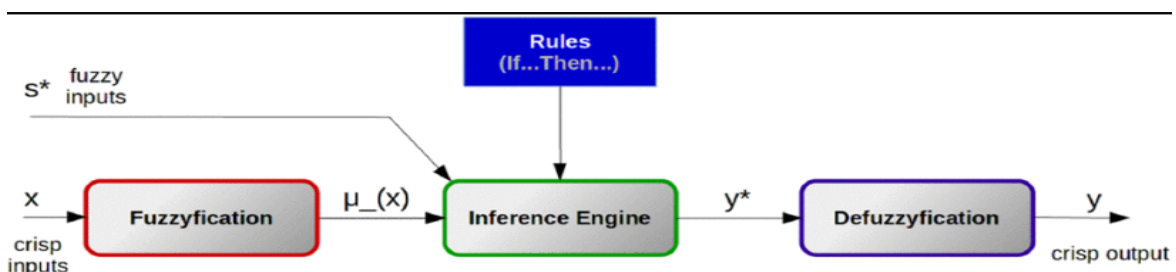 Rules
(If...Then...)
s* fuzzy
inputs
x
Fuzzyfication
μ_(x)
Inference Engine
y*
Defuzzyfication
y
crisp
inputs
crisp output